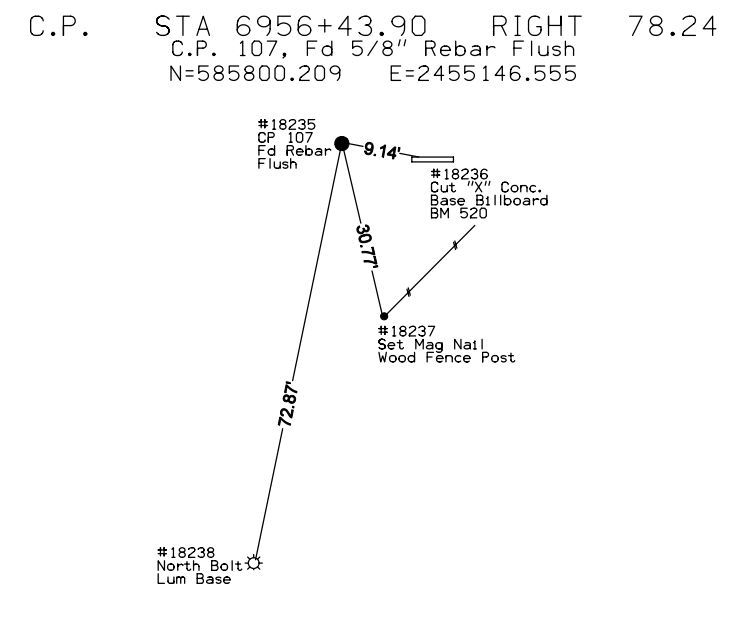 C.P. STA 6956+43.90 RIGHT 78.24
C.P. 107, Fd 5/8" Rebar Flush
N=585800.209 E=2455146.555
#18235
CP 107
Fd Rebar
Flush
9.14'
#18236
Cut "X" Conc.
Base Billboard
BM 520
30.77'
#18237
Set Mag Nail
Wood Fence Post
72.87'
#18238
North Bolt
Lum Base